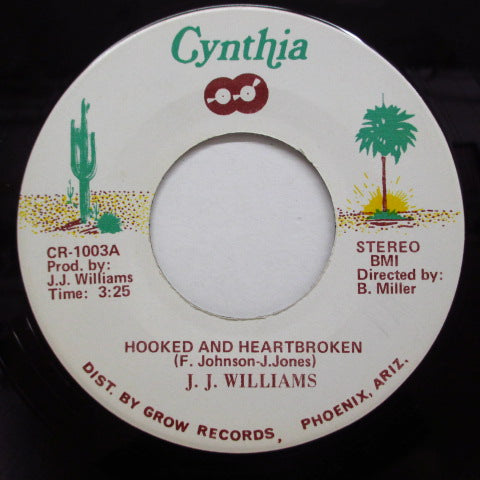 Cynthia
CR-1003A
Prod. by:
J.J. Williams
Time: 3:25
STEREO
BMI
Directed by:
B. Miller
HOOKED AND HEARTBROKEN
(F. Johnson-J.Jones)
J. J. WILLIAMS
DIST. BY GROW RECORDS, PHOENIX, ARIZ,